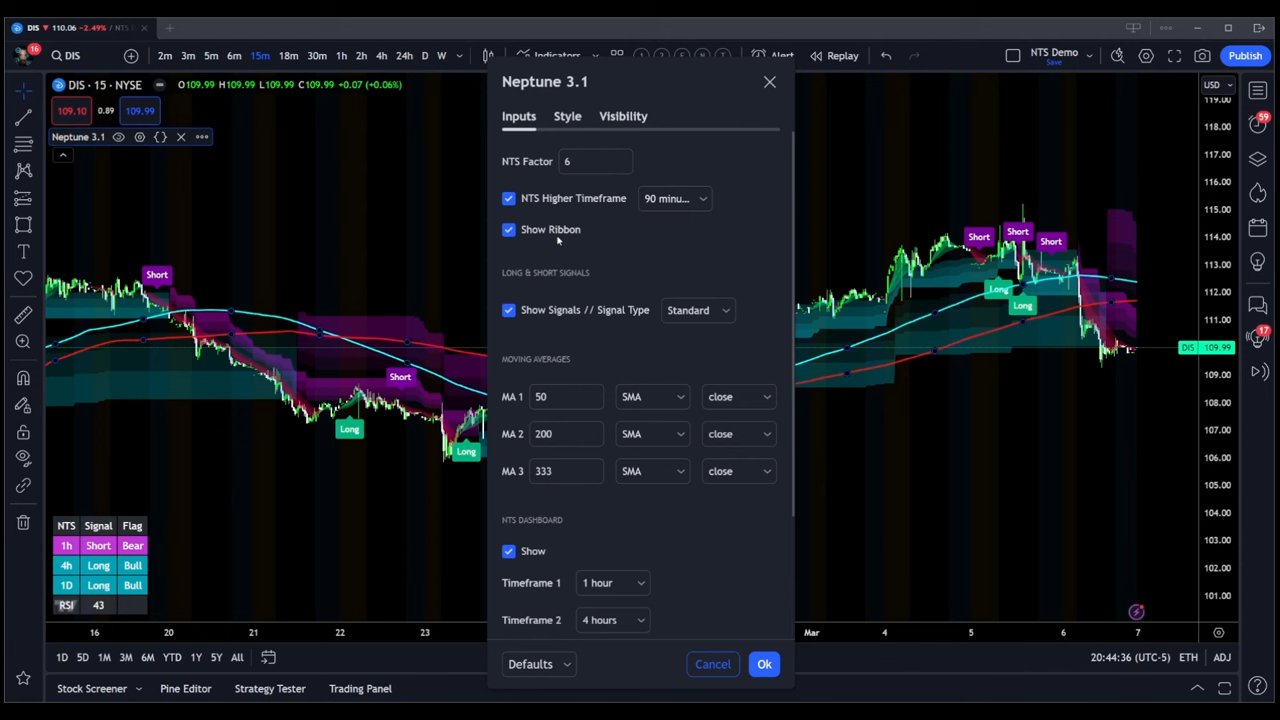 DIS ▼ 110.06 −2.49% / NTS D
16
DIS
2m 3m 5m 6m 15m 18m 30m 1h 2h 4h 24h D W
Indicators
Alert
Replay
NTS Demo
Save
Publish
DIS · 15 · NYSE
O109.99 H109.99 L109.99 C109.99 +0.07 (+0.06%)
109.10 0.89 109.99
Neptune 3.1
USD
119.00
118.00
117.00
116.00
115.00
114.00
113.00
112.00
111.00
DIS 109.99
109.00
108.00
107.00
106.00
105.00
104.00
103.00
102.00
101.00
59
17
Short
Short
Long
Long
Short
Short
Short
Long
Long
Neptune 3.1
Inputs Style Visibility
NTS Factor 6
NTS Higher Timeframe 90 minu...
Show Ribbon
LONG & SHORT SIGNALS
Show Signals // Signal Type Standard
MOVING AVERAGES
MA 1 50 SMA close
MA 2 200 SMA close
MA 3 333 SMA close
NTS DASHBOARD
Show
Timeframe 1 1 hour
Timeframe 2 4 hours
Defaults Cancel Ok
NTS Signal Flag
1h Short Bear
4h Long Bull
1D Long Bull
RSI 43
16 20 21 22 23 Mar 4 5 6 7
1D 5D 1M 3M 6M YTD 1Y 5Y All
20:44:36 (UTC-5) ETH ADJ
Stock Screener Pine Editor Strategy Tester Trading Panel